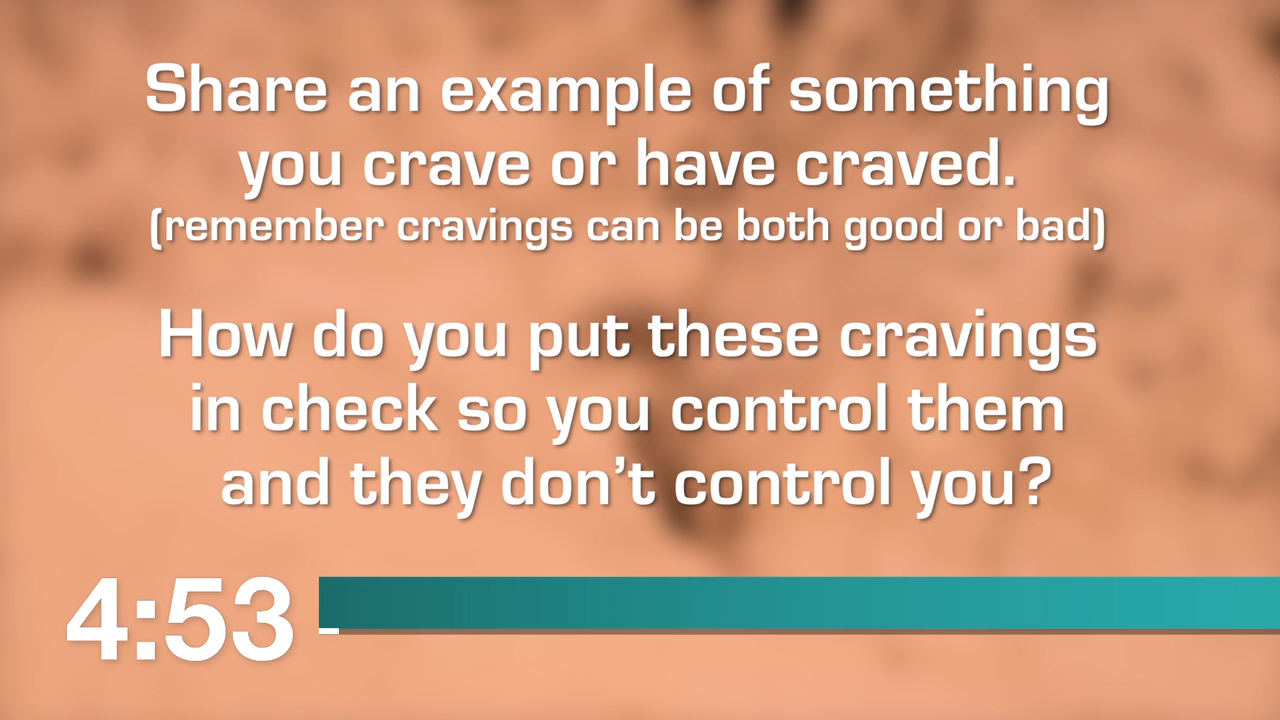 Share an example of something
you crave or have craved.
(remember cravings can be both good or bad)
How do you put these cravings
in check so you control them
and they don’t control you?
4:53